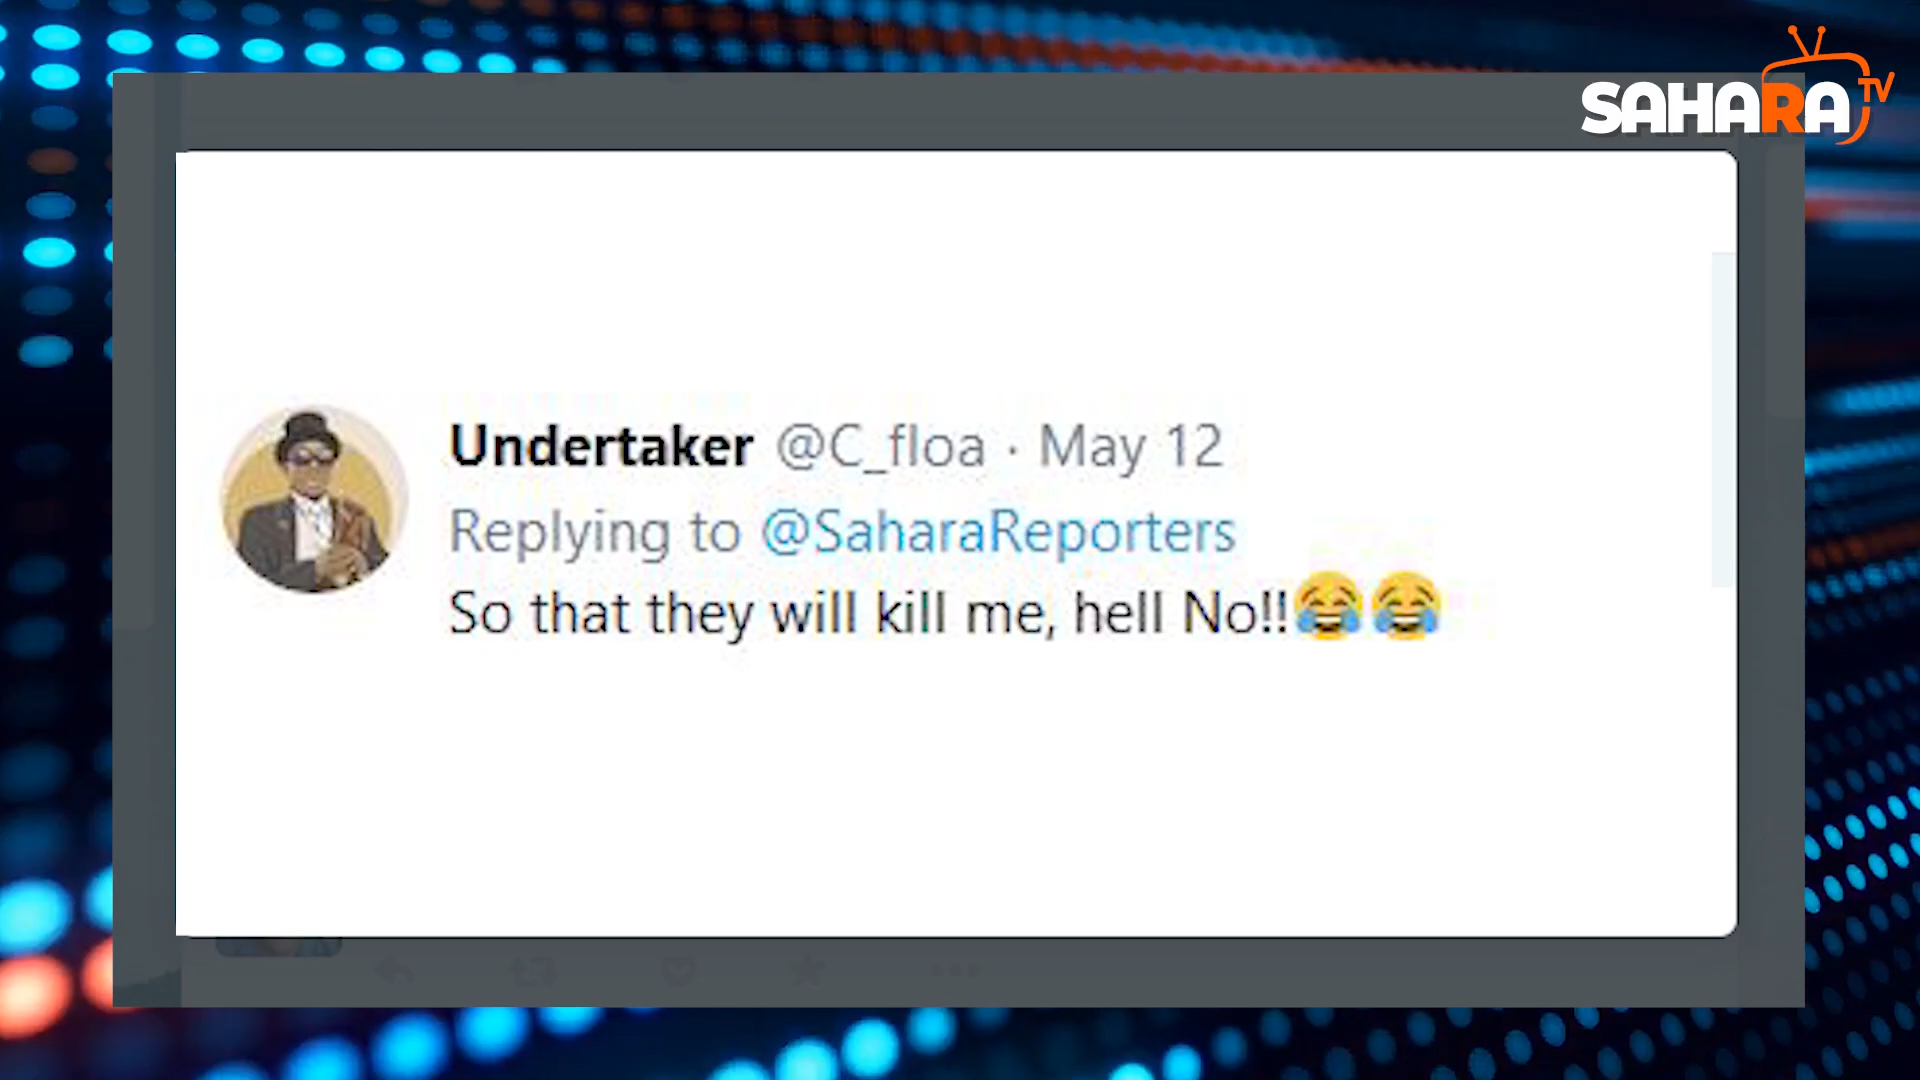 SAHARA TV
Undertaker @C_floa · May 12
Replying to @SaharaReporters
So that they will kill me, hell No!!😂😂